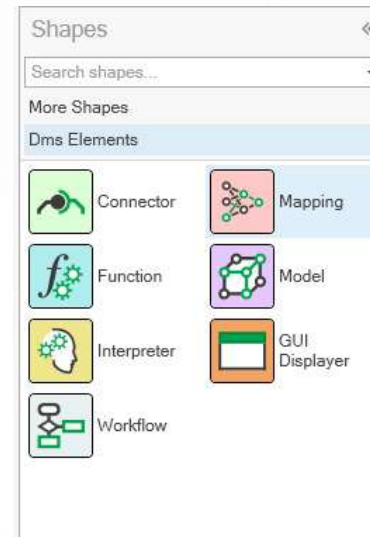 Shapes
Search shapes...
More Shapes
Dms Elements
Connector
Mapping
Function
Model
Interpreter
GUI
Displayer
Workflow